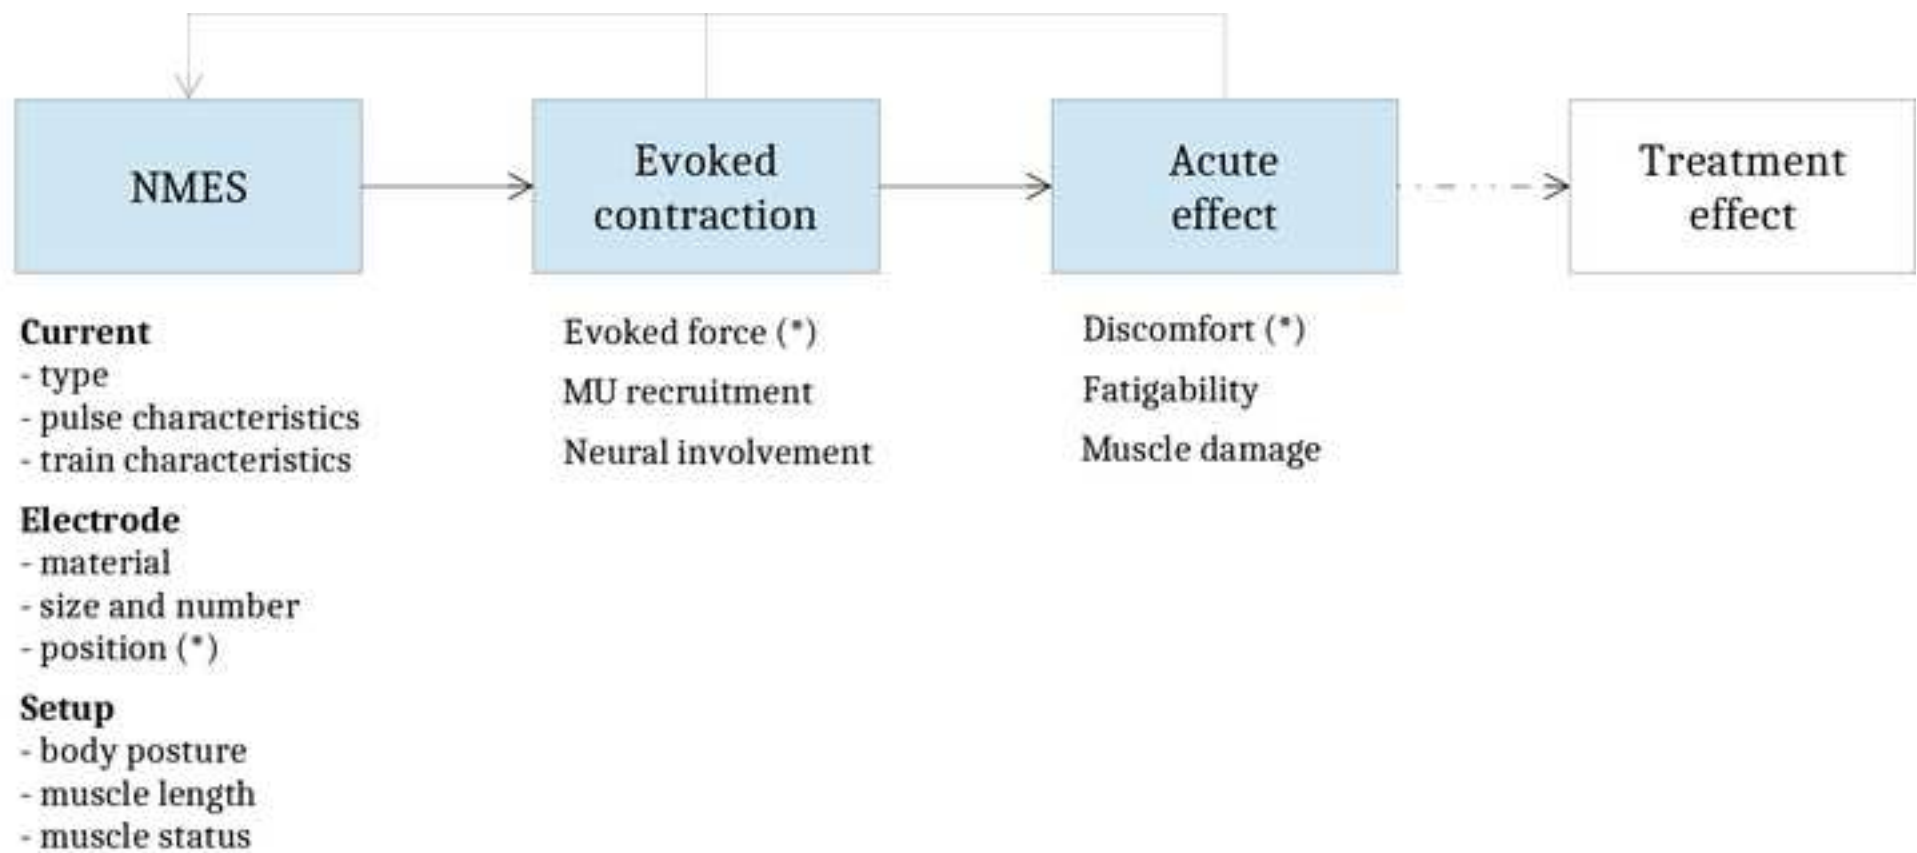 NMES
Evoked
contraction
Acute
effect
Treatment
effect
Current
- type
- pulse characteristics
- train characteristics
Electrode
- material
- size and number
- position (*)
Setup
- body posture
- muscle length
- muscle status
Evoked force (*)
MU recruitment
Neural involvement
Discomfort (*)
Fatigability
Muscle damage